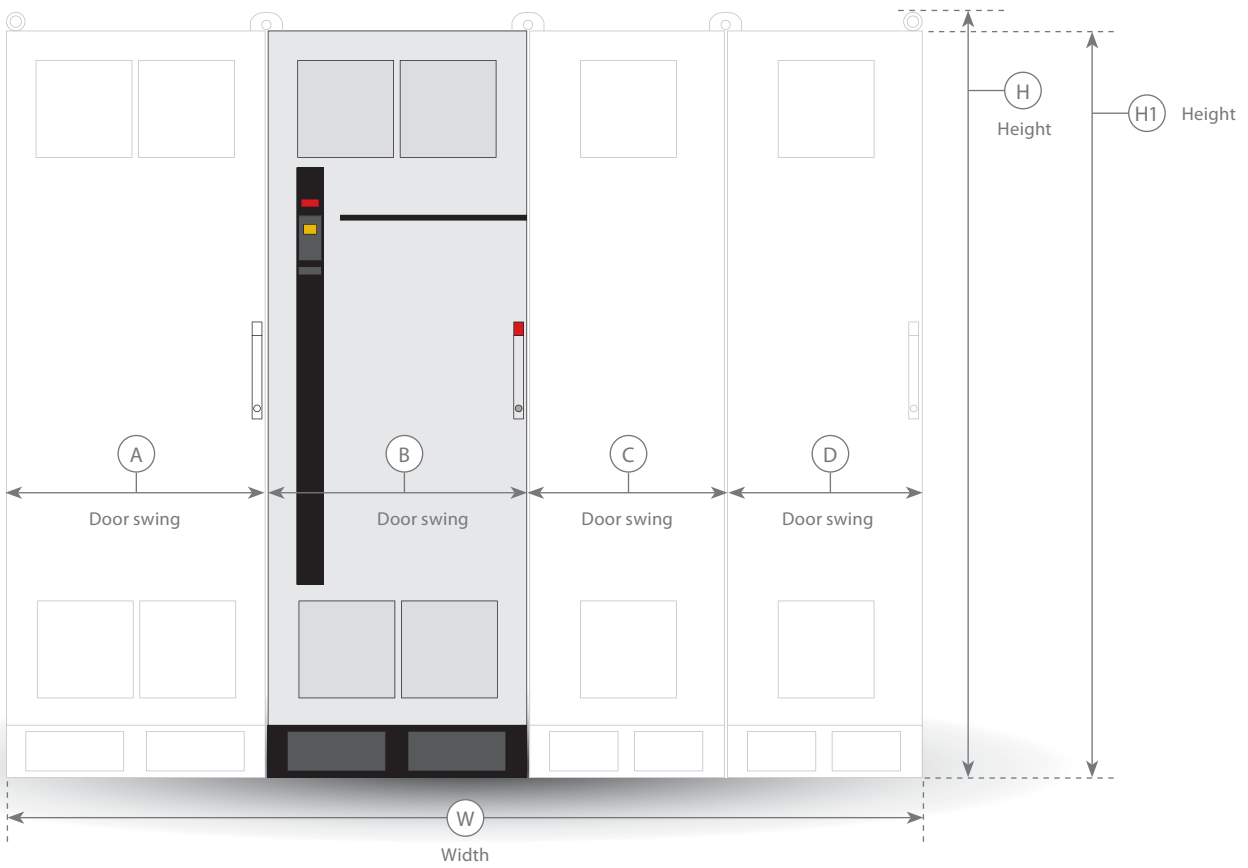 H
Height
H1 Height
A
Door swing
B
Door swing
C
Door swing
D
Door swing
W
Width